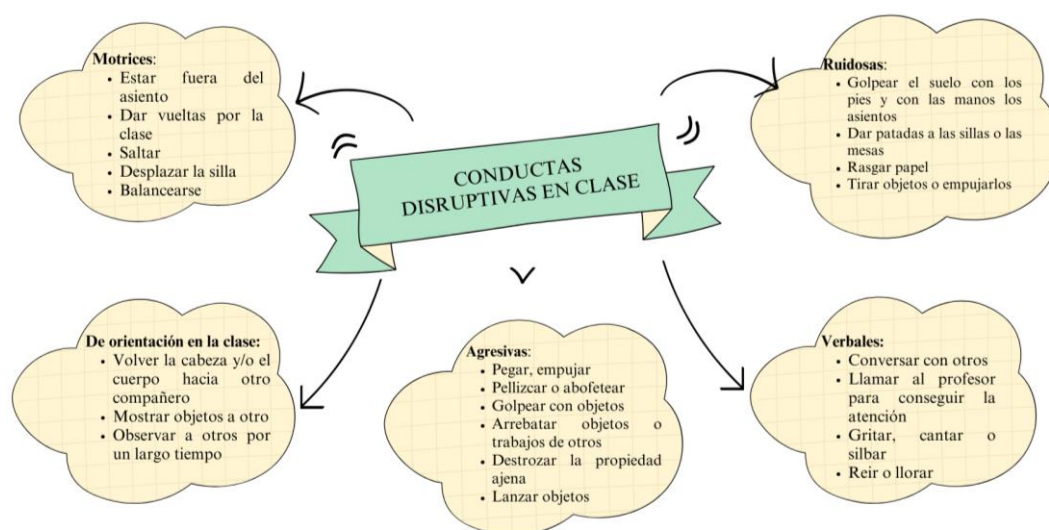 CONDUCTAS
DISRUPTIVAS EN CLASE
Motrices:
• Estar fuera del
asiento
• Dar vueltas por la
clase
• Saltar
• Desplazar la silla
• Balancearse
Ruidosas:
• Golpear el suelo con los
pies y con las manos los
asientos
• Dar patadas a las sillas o las
mesas
• Rasgar papel
• Tirar objetos o empujarlos
De orientación en la clase:
• Volver la cabeza y/o el
cuerpo hacia otro
compañero
• Mostrar objetos a otro
• Observar a otros por
un largo tiempo
Agresivas:
• Pegar, empujar
• Pellizcar o abofetear
• Golpear con objetos
• Arrebatar objetos o
trabajos de otros
• Destrozar la propiedad
ajena
• Lanzar objetos
Verbales:
• Conversar con otros
• Llamar al profesor
para conseguir la
atención
• Gritar, cantar o
silbar
• Reir o llorar